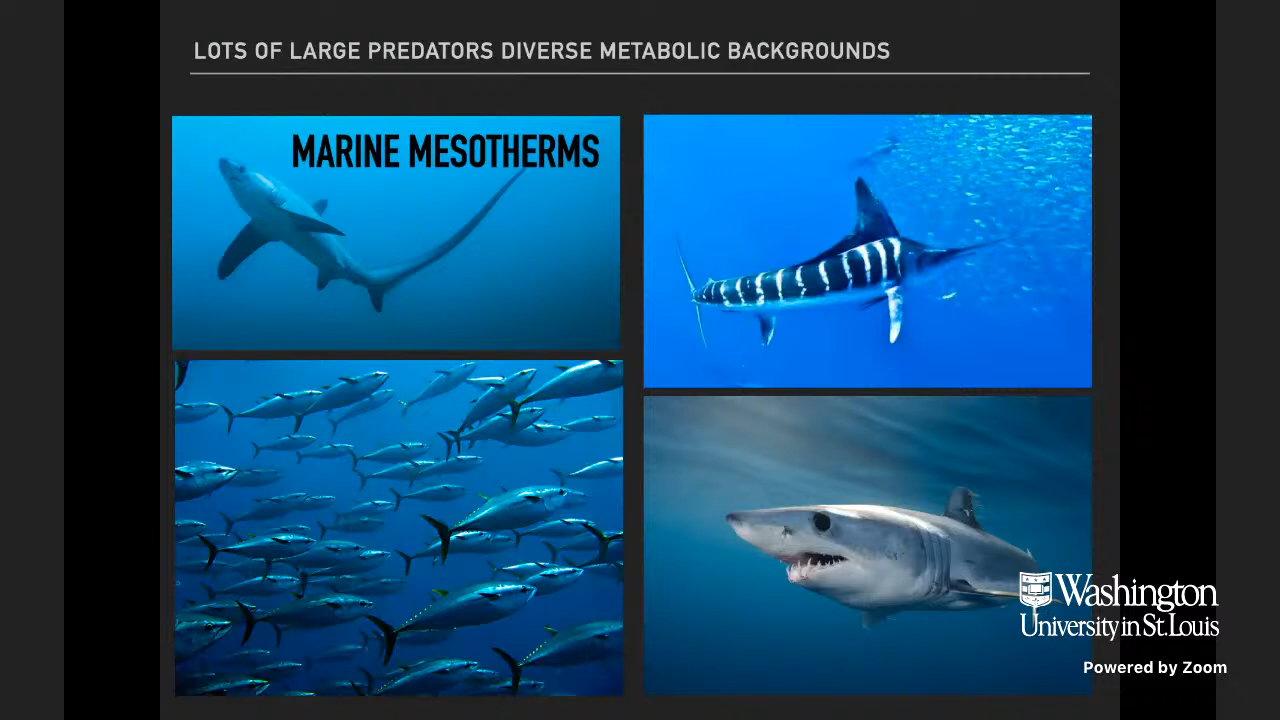 LOTS OF LARGE PREDATORS DIVERSE METABOLIC BACKGROUNDS
MARINE MESOTHERMS
Washington
University in St. Louis
Powered by Zoom